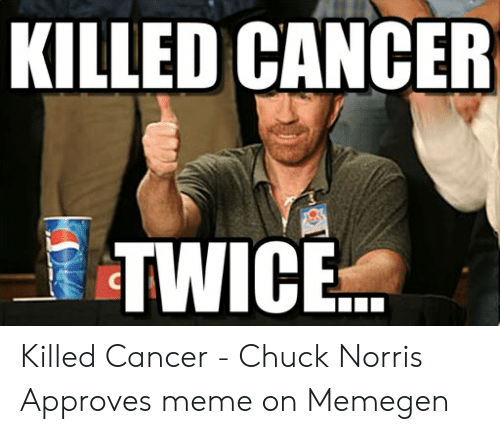 KILLED CANCER
TWICE...
Killed Cancer - Chuck Norris
Approves meme on Memegen